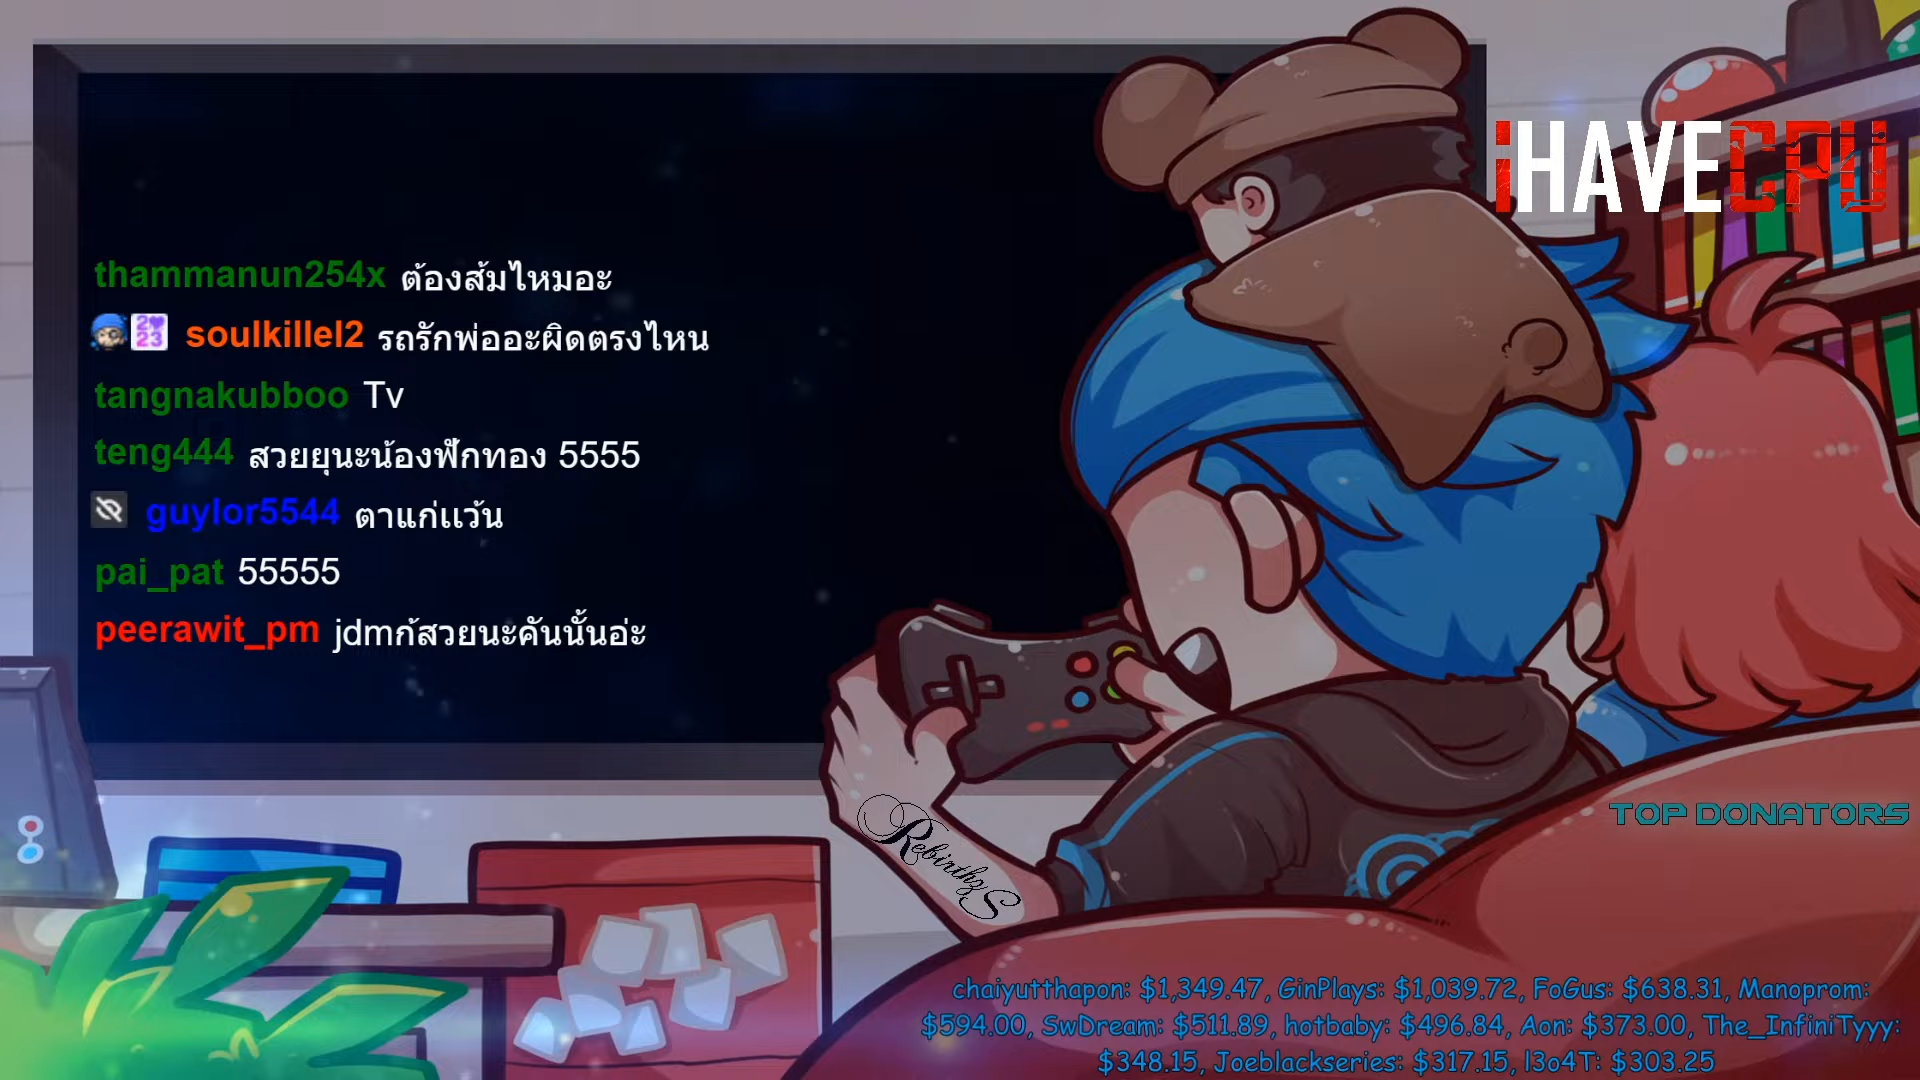 iHAVECPU
thammanun254x ต้องส้มไหมอะ
2 23 soulkillel2 รถรักพ่ออะผิดตรงไหน
tangnakubboo Tv
teng444 สวยยุนะน้องฟักทอง 5555
guylor5544 ตาแก่แว้น
pai_pat 55555
peerawit_pm jdmก้สวยนะคันนั้นอ่ะ
RebirthzS
TOP DONATORS
chaiyutthapon: $1,349.47, GinPlays: $1,039.72, FoGus: $638.31, Manoprom:
$594.00, SwDream: $511.89, hotbaby: $496.84, Aon: $373.00, The_InfiniTyyy:
$348.15, Joeblackseries: $317.15, l3o4T: $303.25